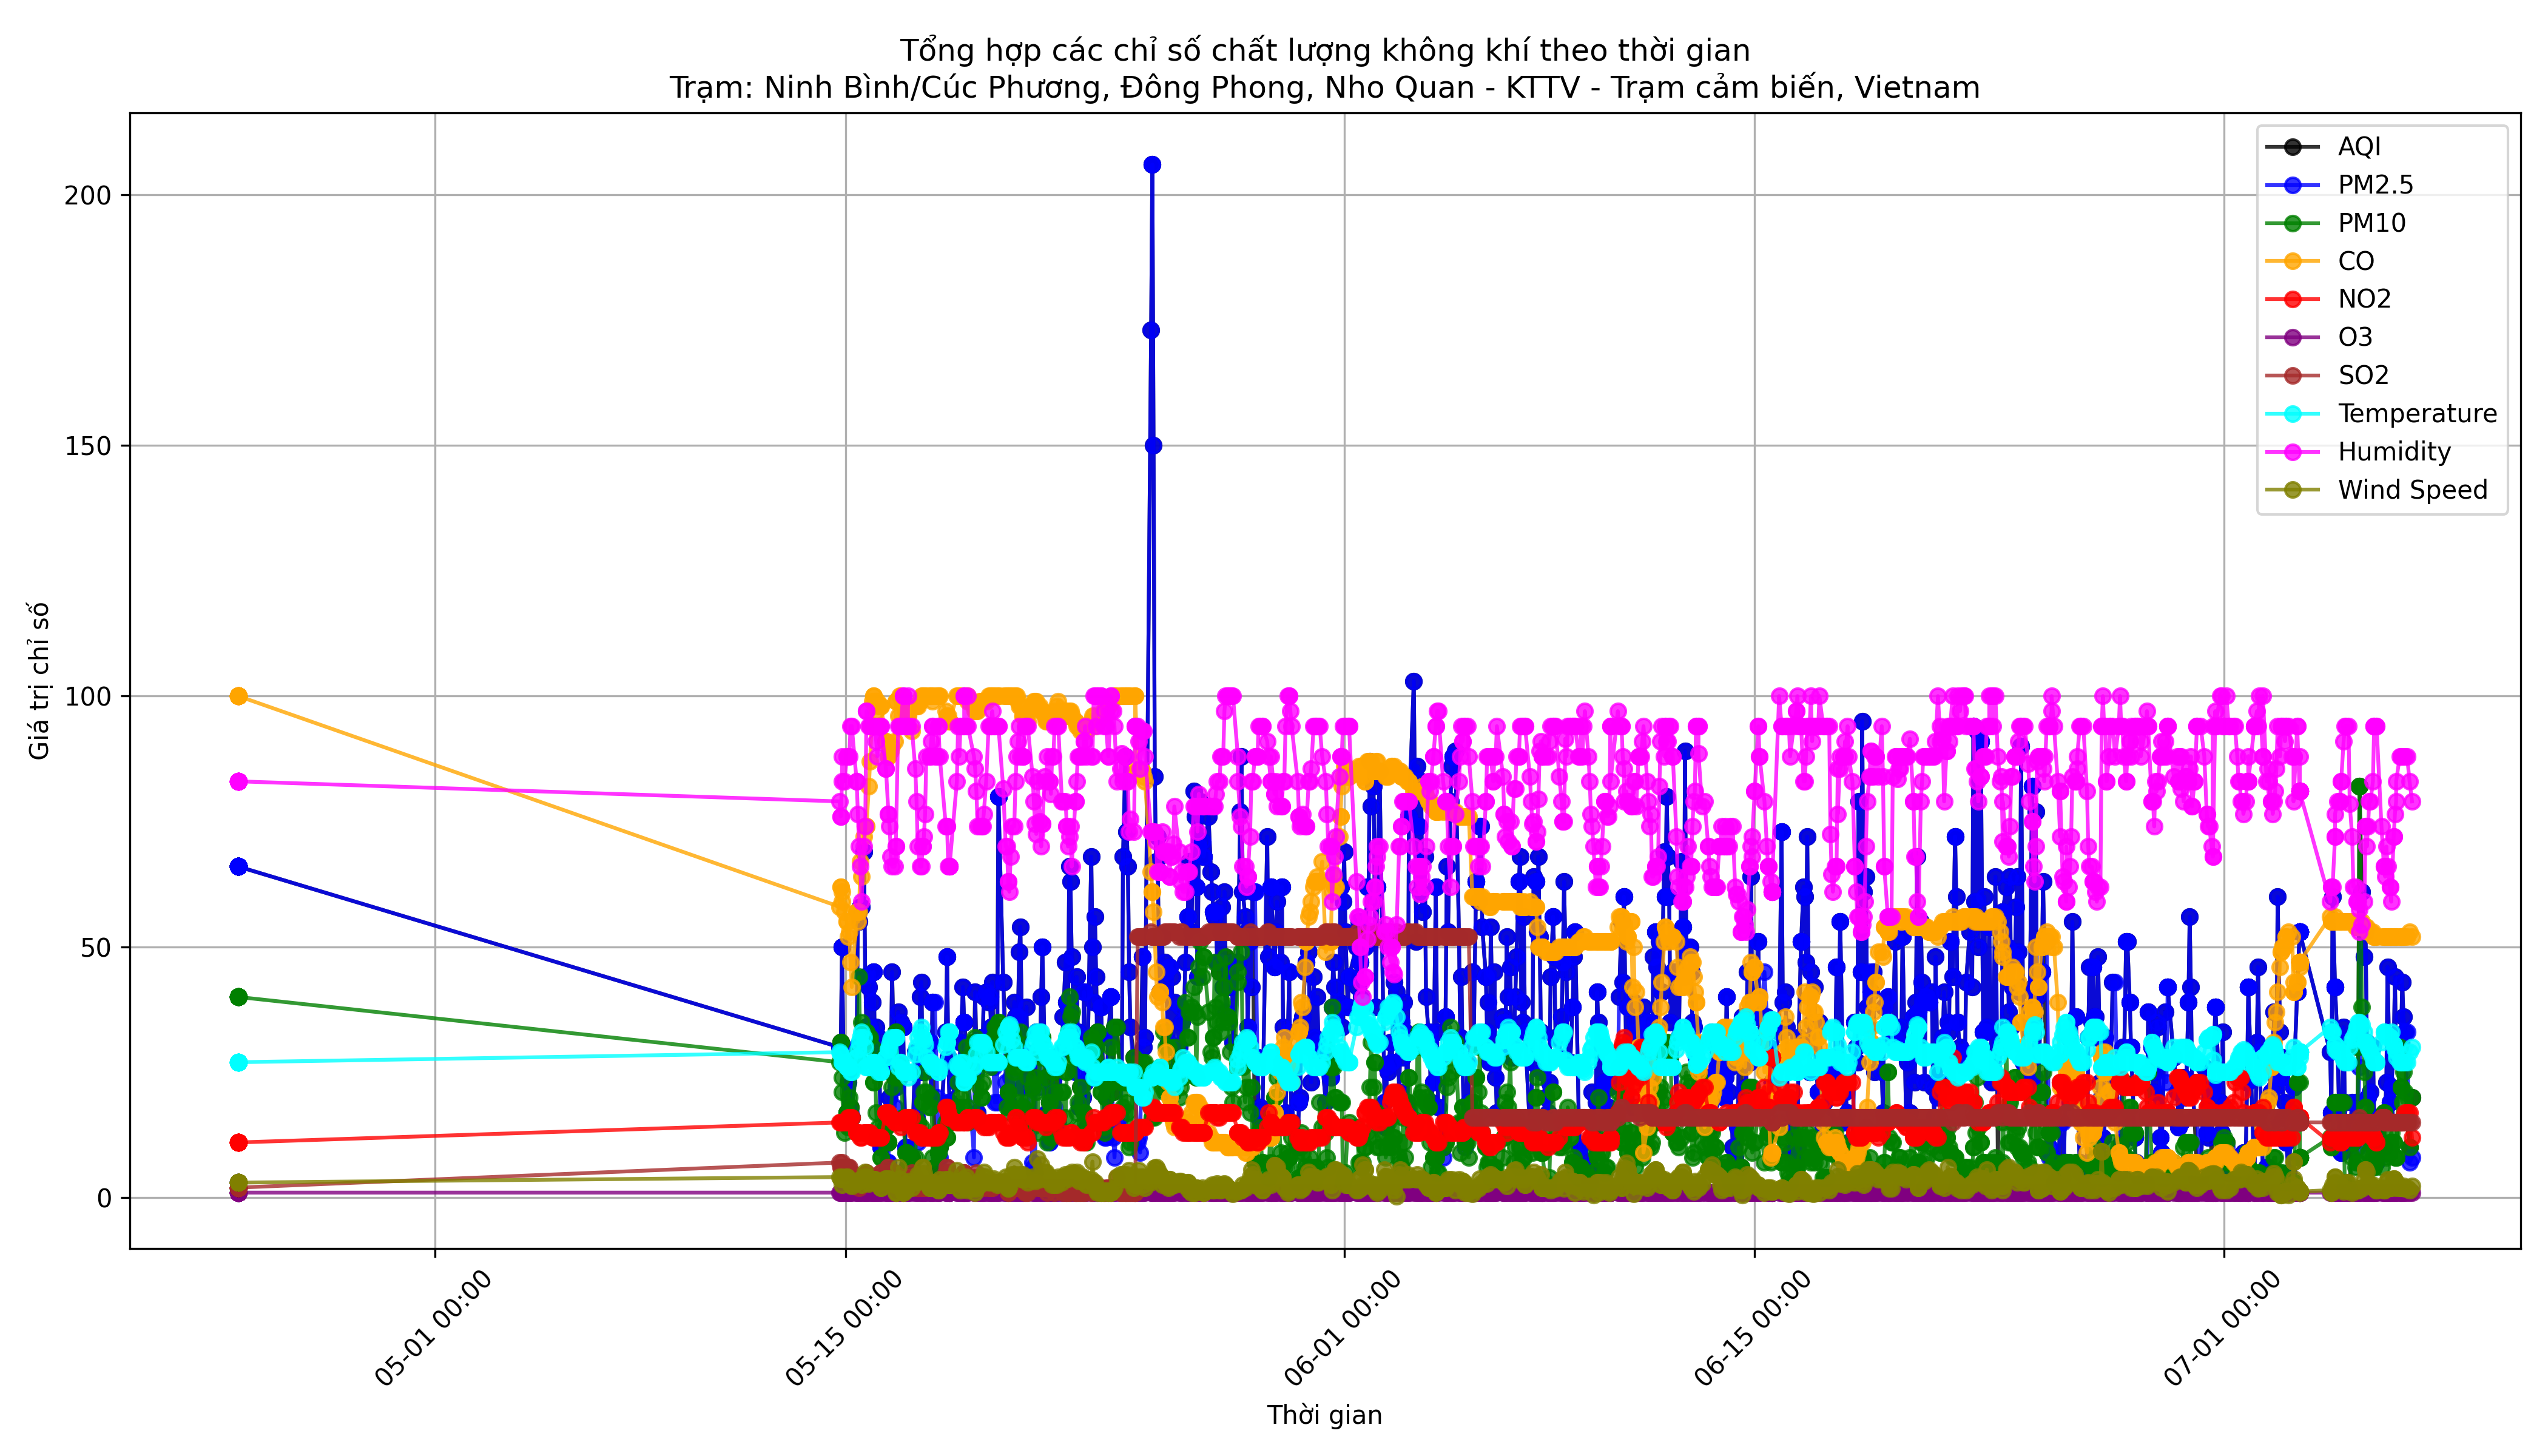 Tổng hợp các chỉ số chất lượng không khí theo thời gian
Trạm: Ninh Bình/Cúc Phương, Đông Phong, Nho Quan - KTTV - Trạm cảm biến, Vietnam
AQI
PM2.5
PM10
CO
NO2
O3
SO2
Temperature
Humidity
Wind Speed
Giá trị chỉ số
200
150
100
50
0
05-01 00:00
05-15 00:00
06-01 00:00
06-15 00:00
07-01 00:00
Thời gian